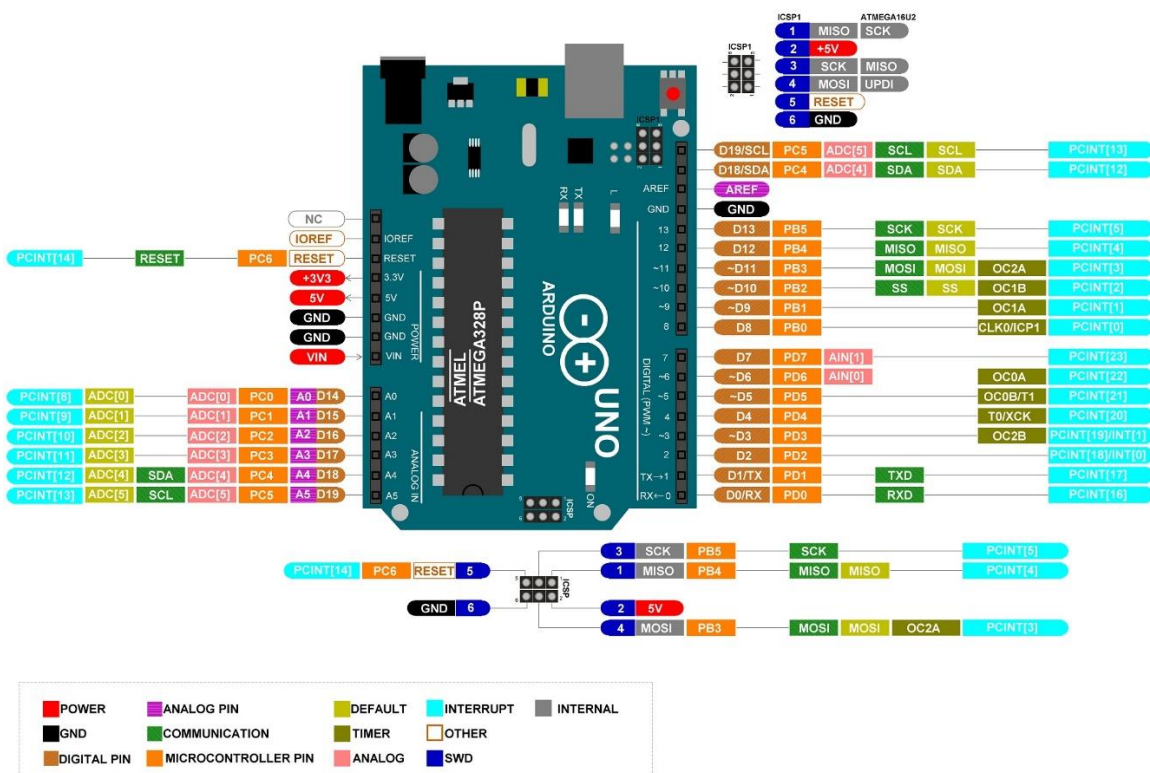 ICSP1 ATMEGA16U2
1 MISO SCK
2 +5V
3 SCK MISO
4 MOSI UPDI
5 RESET
6 GND
ICSP1
ICSP1
D19/SCL PC5 ADC[5] SCL SCL PCINT[13]
D18/SDA PC4 ADC[4] SDA SDA PCINT[12]
AREF AREF
GND GND
13 D13 PB5 SCK SCK PCINT[5]
12 D12 PB4 MISO MISO PCINT[4]
~11 ~D11 PB3 MOSI MOSI OC2A PCINT[3]
~10 ~D10 PB2 SS SS OC1B PCINT[2]
~9 ~D9 PB1 OC1A PCINT[1]
8 D8 PB0 CLK0/ICP1 PCINT[0]
7 D7 PD7 AIN[1] PCINT[23]
~6 ~D6 PD6 AIN[0] OC0A PCINT[22]
~5 ~D5 PD5 OC0B/T1 PCINT[21]
4 D4 PD4 T0/XCK PCINT[20]
~3 ~D3 PD3 OC2B PCINT[19]/INT[1]
2 D2 PD2 PCINT[18]/INT[0]
TX→1 D1/TX PD1 TXD PCINT[17]
RX←0 D0/RX PD0 RXD PCINT[16]
DIGITAL (PWM ~)
RX
TX
L
NC
IOREF IOREF
PCINT[14] RESET PC6 RESET RESET
+3V3 3.3V
5V 5V
GND GND
GND GND
VIN VIN
POWER
ATMEL
ATMEGA328P
ARDUINO
UNO
PCINT[8] ADC[0] ADC[0] PC0 A0 D14 A0
PCINT[9] ADC[1] ADC[1] PC1 A1 D15 A1
PCINT[10] ADC[2] ADC[2] PC2 A2 D16 A2
PCINT[11] ADC[3] ADC[3] PC3 A3 D17 A3
PCINT[12] ADC[4] SDA ADC[4] PC4 A4 D18 A4
PCINT[13] ADC[5] SCL ADC[5] PC5 A5 D19 A5
ANALOG IN
ON
ICSP
3 SCK PB5 SCK PCINT[5]
PCINT[14] PC6 RESET 5
1 MISO PB4 MISO MISO PCINT[4]
ICSP
GND 6
2 5V
4 MOSI PB3 MOSI MOSI OC2A PCINT[3]
POWER ANALOG PIN DEFAULT INTERRUPT INTERNAL
GND COMMUNICATION TIMER OTHER
DIGITAL PIN MICROCONTROLLER PIN ANALOG SWD